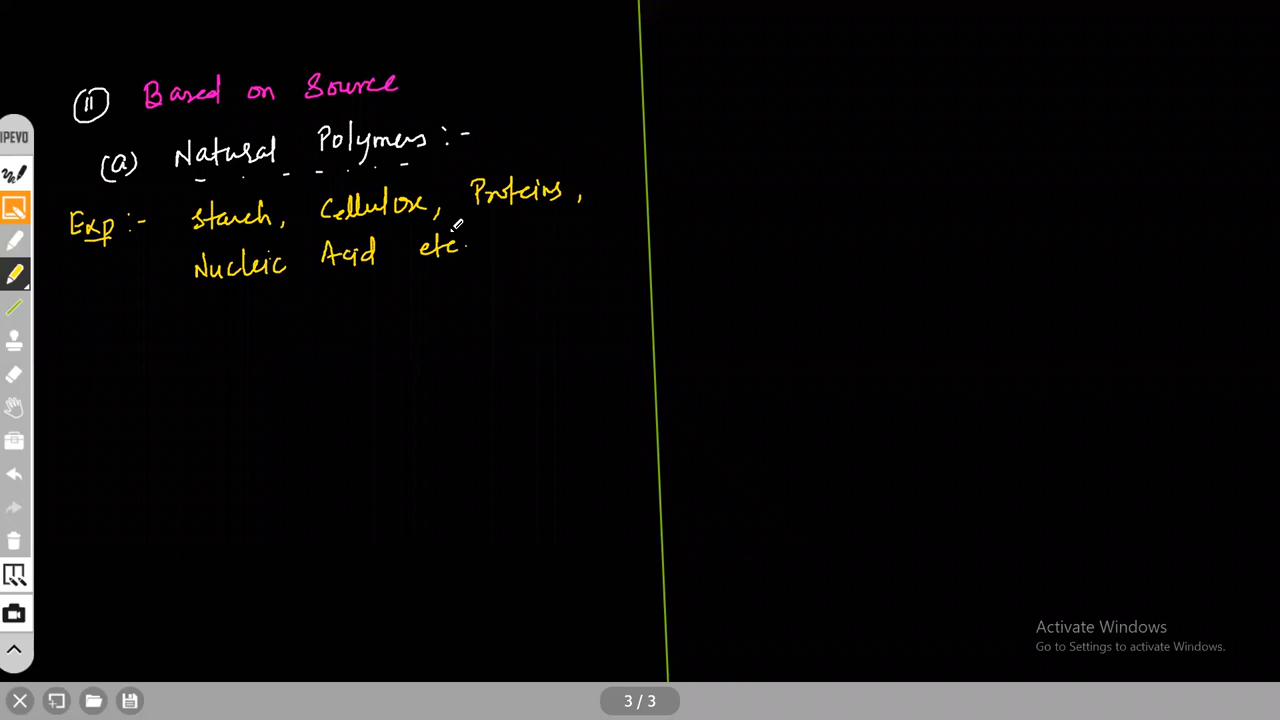 IPEVO
(11) Based on Source
(a) Natural Polymers :-
Exp :- Starch, Cellulose, Proteins,
Nucleic Acid etc.
Activate Windows
Go to Settings to activate Windows.
3 / 3